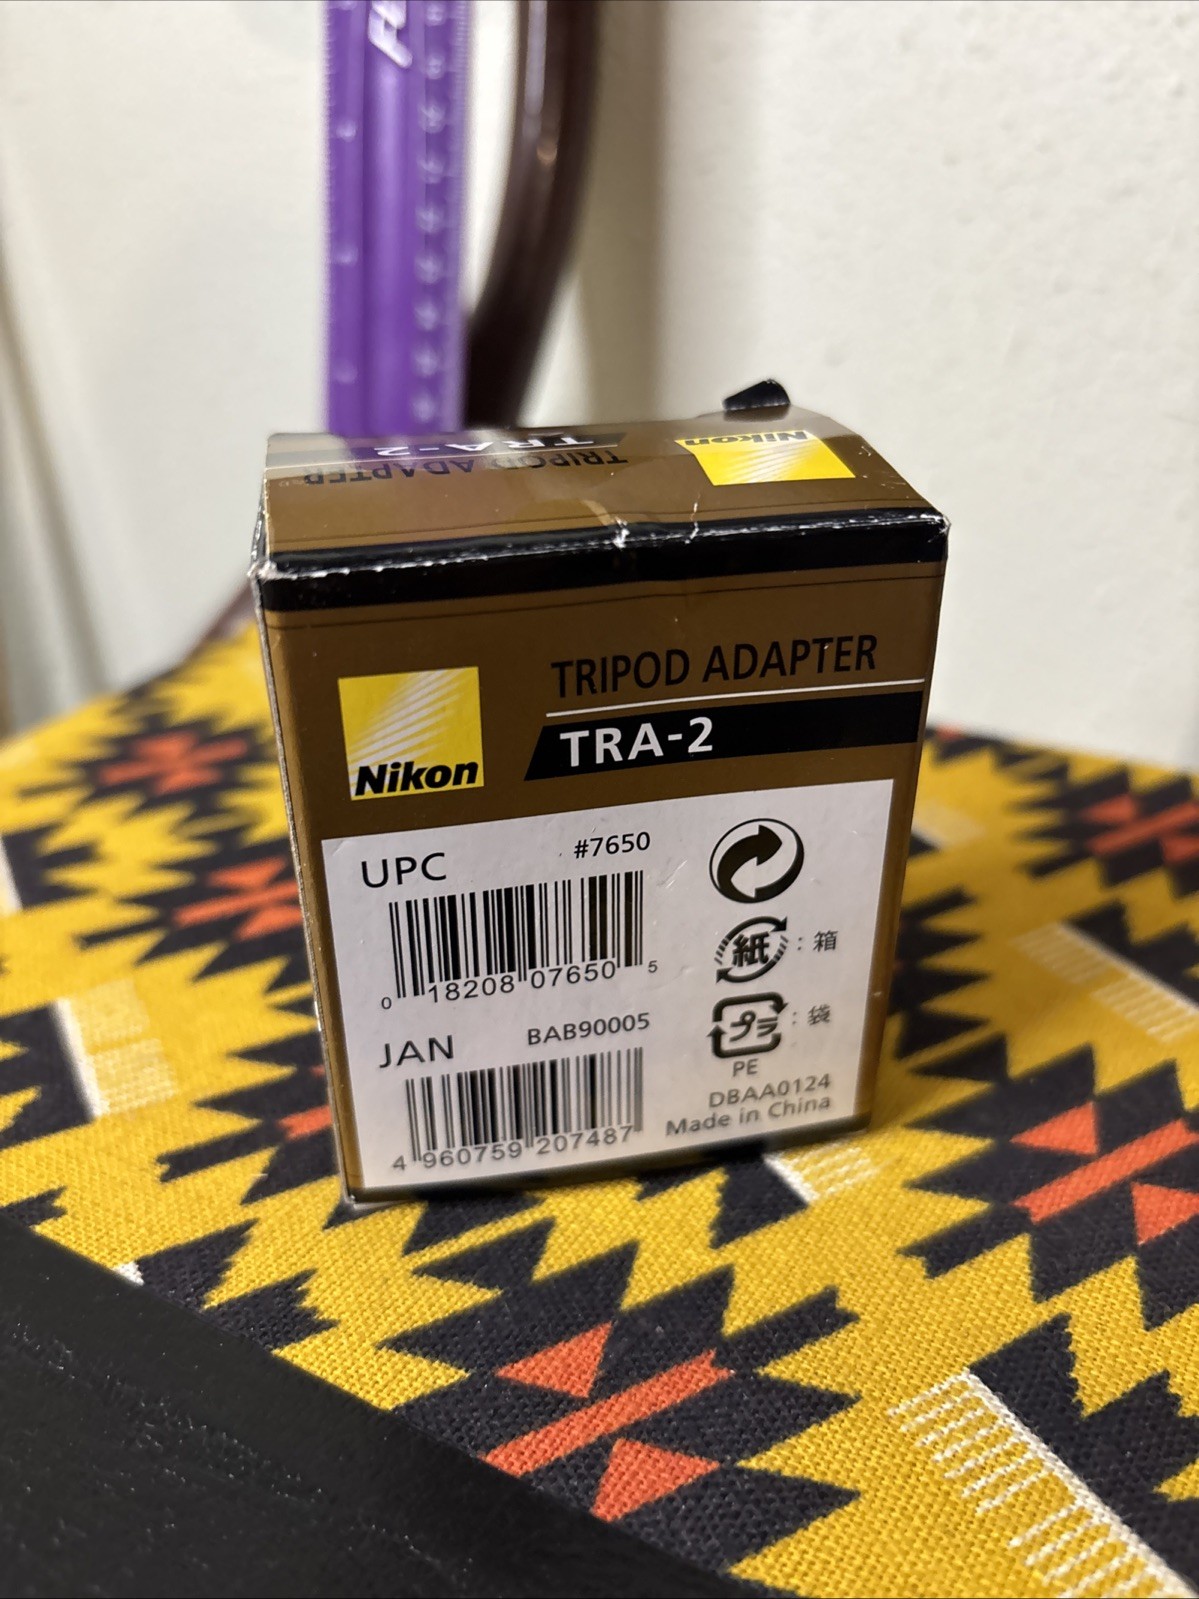 TRA-2
TRIPOD ADAPTER
Nikon
TRIPOD ADAPTER
TRA-2
Nikon
UPC
#7650
0 18208 07650 5
JAN
BAB90005
4 960759 207487
紙 : 箱
プラ : 袋
PE
DBAA0124
Made in China